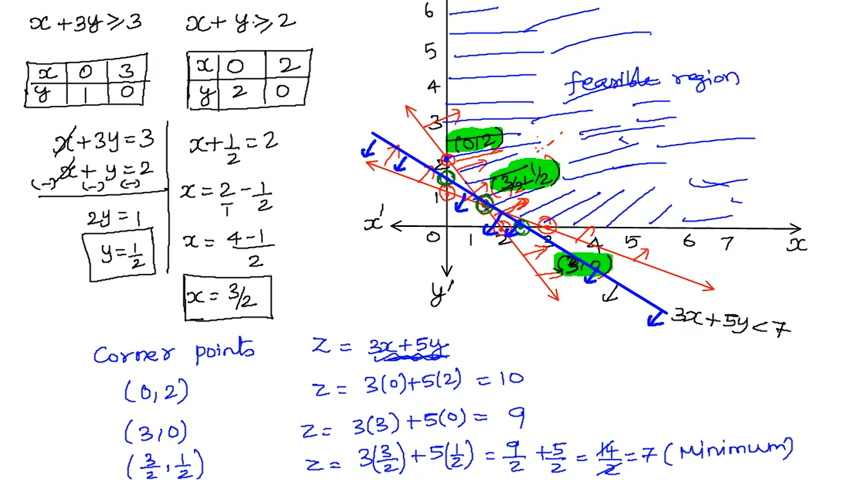 x + 3y ≥ 3
x + y ≥ 2
x 0 3
y 1 0
x 0 2
y 2 0
x + 3y = 3
x + y = 2
(-) (-) (-)
2y = 1
y = 1/2
x + 1/2 = 2
x = 2/1 - 1/2
x = 4-1/2
x = 3/2
6
5
4
3
2
1
feasible region
(0,2)
(3/2, 1/2)
(3,0)
x' 0 1 2 3 4 5 6 7 x
y'
3x + 5y < 7
Corner points
Z = 3x + 5y
(0,2)
Z = 3(0) + 5(2) = 10
(3,0)
Z = 3(3) + 5(0) = 9
(3/2, 1/2)
Z = 3(3/2) + 5(1/2) = 9/2 + 5/2 = 14/2 = 7 (Minimum)